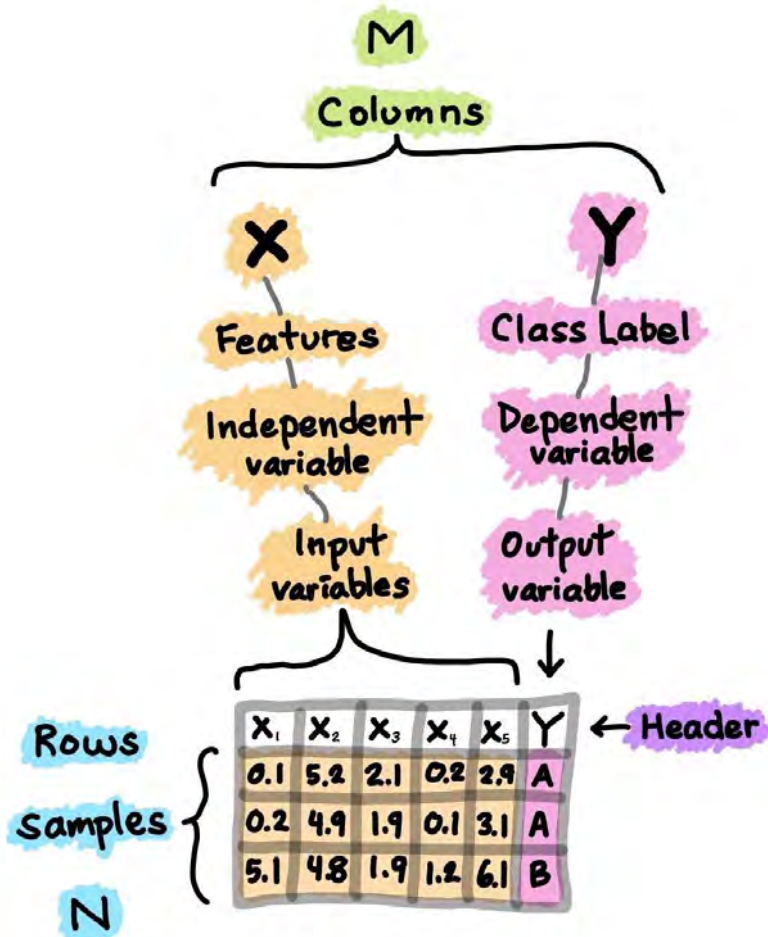 M
Columns
X
Y
Features
Class Label
Independent
variable
Dependent
variable
Input
variables
Output
variable
Rows
samples
N
X₁ X₂ X₃ X₄ X₅ Y
Header
0.1 5.2 2.1 0.2 2.9 A
0.2 4.9 1.9 0.1 3.1 A
5.1 4.8 1.9 1.2 6.1 B